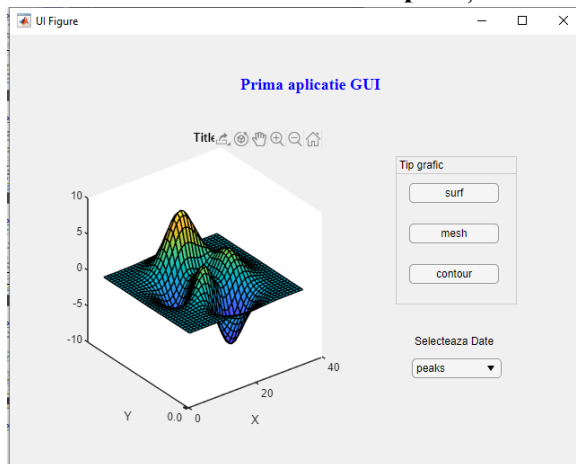 UI Figure
Prima aplicatie GUI
Title
Tip grafic
surf
mesh
contour
Selecteaza Date
peaks
10
5
0
-5
-10
Y
0.0
0
X
20
40